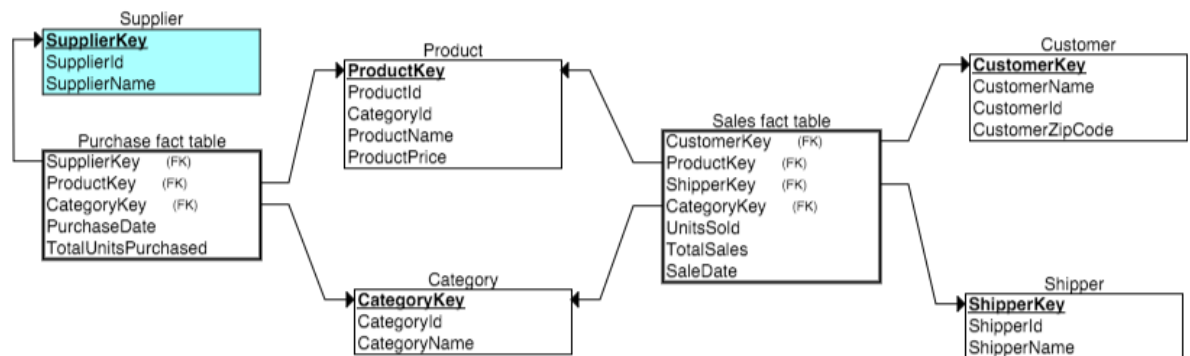 Supplier
SupplierKey
SupplierId
SupplierName
Purchase fact table
SupplierKey (FK)
ProductKey (FK)
CategoryKey (FK)
PurchaseDate
TotalUnitsPurchased
Product
ProductKey
ProductId
CategoryId
ProductName
ProductPrice
Category
CategoryKey
CategoryId
CategoryName
Sales fact table
CustomerKey (FK)
ProductKey (FK)
ShipperKey (FK)
CategoryKey (FK)
UnitsSold
TotalSales
SaleDate
Customer
CustomerKey
CustomerName
CustomerId
CustomerZipCode
Shipper
ShipperKey
ShipperId
ShipperName